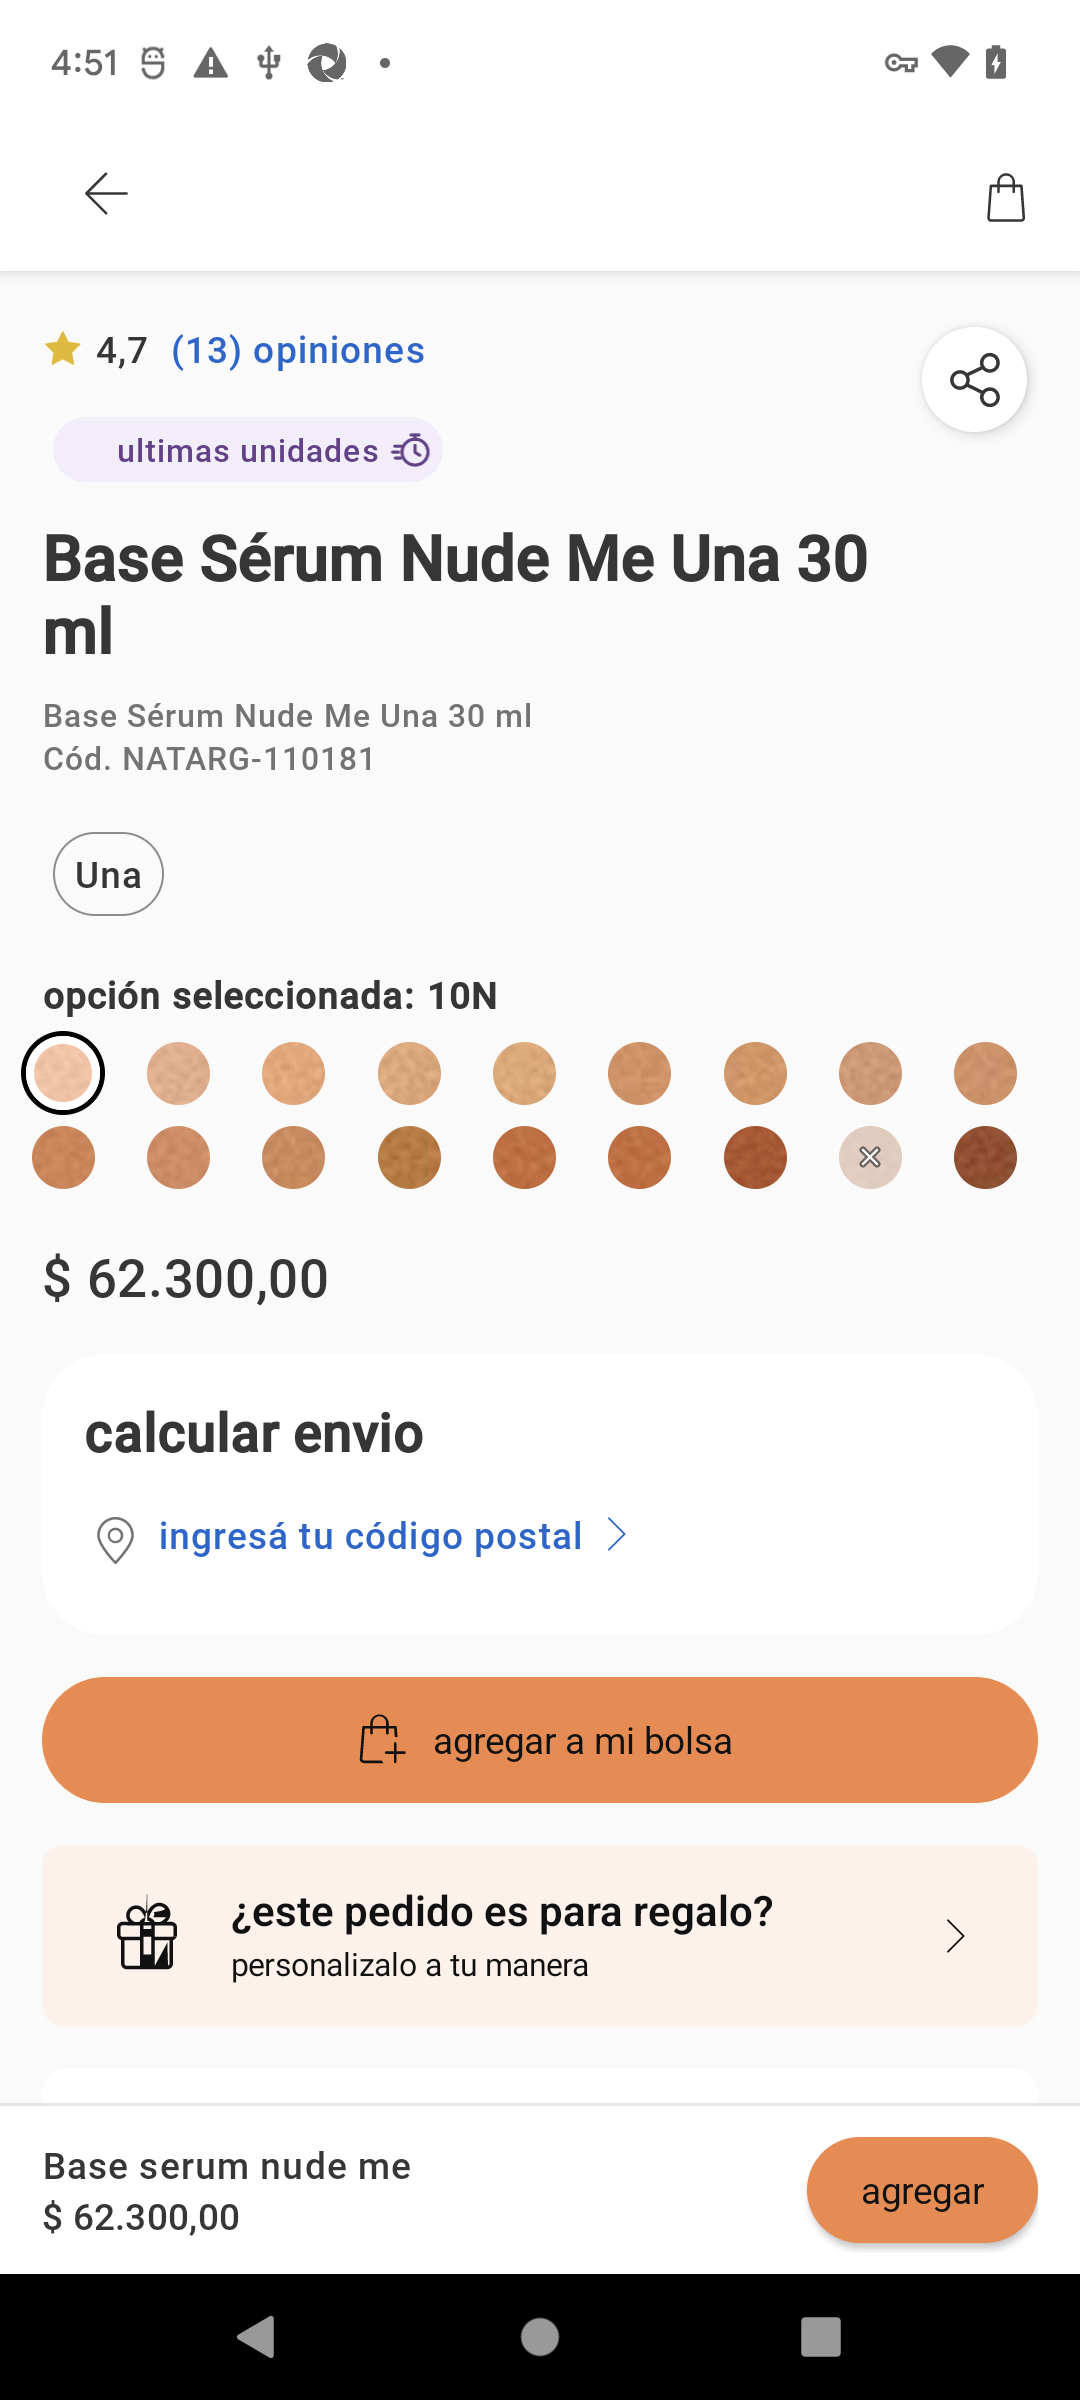 4:51
4,7 (13) opiniones
ultimas unidades
Base Sérum Nude Me Una 30
ml
Base Sérum Nude Me Una 30 ml
Cód. NATARG-110181
Una
opción seleccionada: 10N
$ 62.300,00
calcular envio
ingresá tu código postal
agregar a mi bolsa
¿este pedido es para regalo?
personalizalo a tu manera
Base serum nude me
$ 62.300,00
agregar